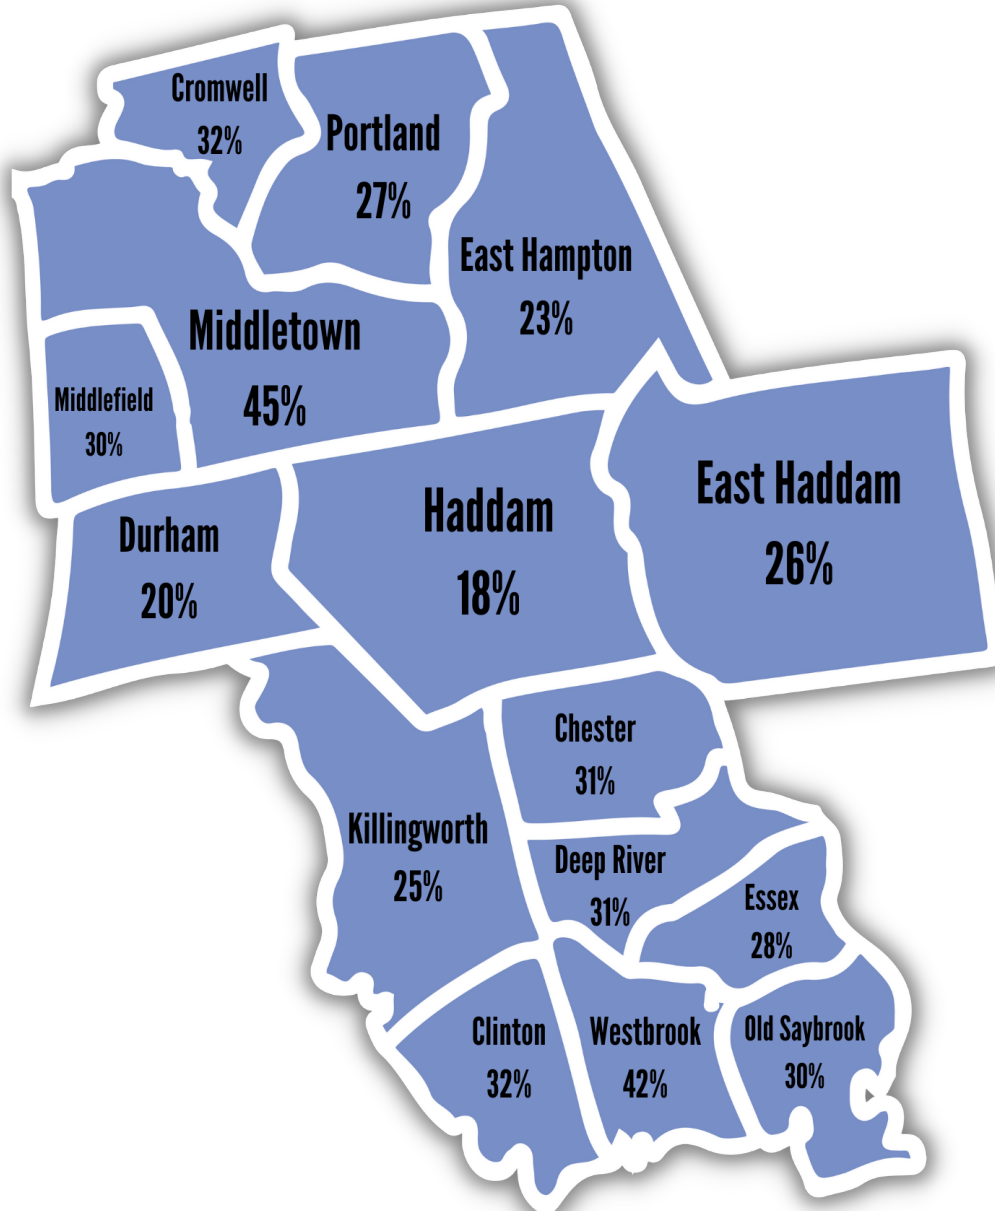 Cromwell
32%
Portland
27%
East Hampton
23%
Middletown
45%
Middlefield
30%
Durham
20%
Haddam
18%
East Haddam
26%
Chester
31%
Killingworth
25%
Deep River
31%
Essex
28%
Clinton
32%
Westbrook
42%
Old Saybrook
30%